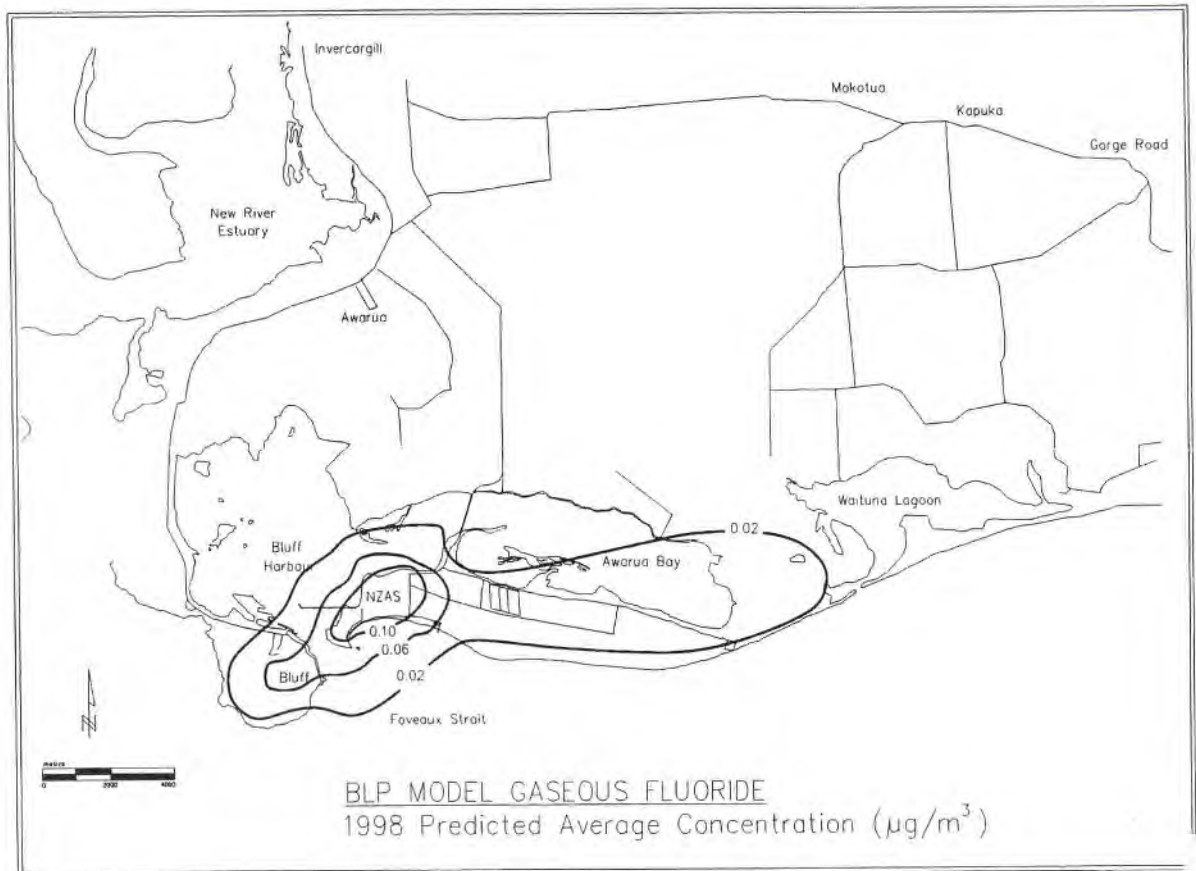 Invercargill
Mokotua
Kapuka
Gorge Road
New River
Estuary
Awarua
Waituna Lagoon
0.02
Bluff
Harbour
Awarua Bay
NZAS
0.10
0.06
Bluff
0.02
Foveaux Strait
N
metres
0 2000 4000
BLP MODEL GASEOUS FLUORIDE
1998 Predicted Average Concentration (µg/m³)